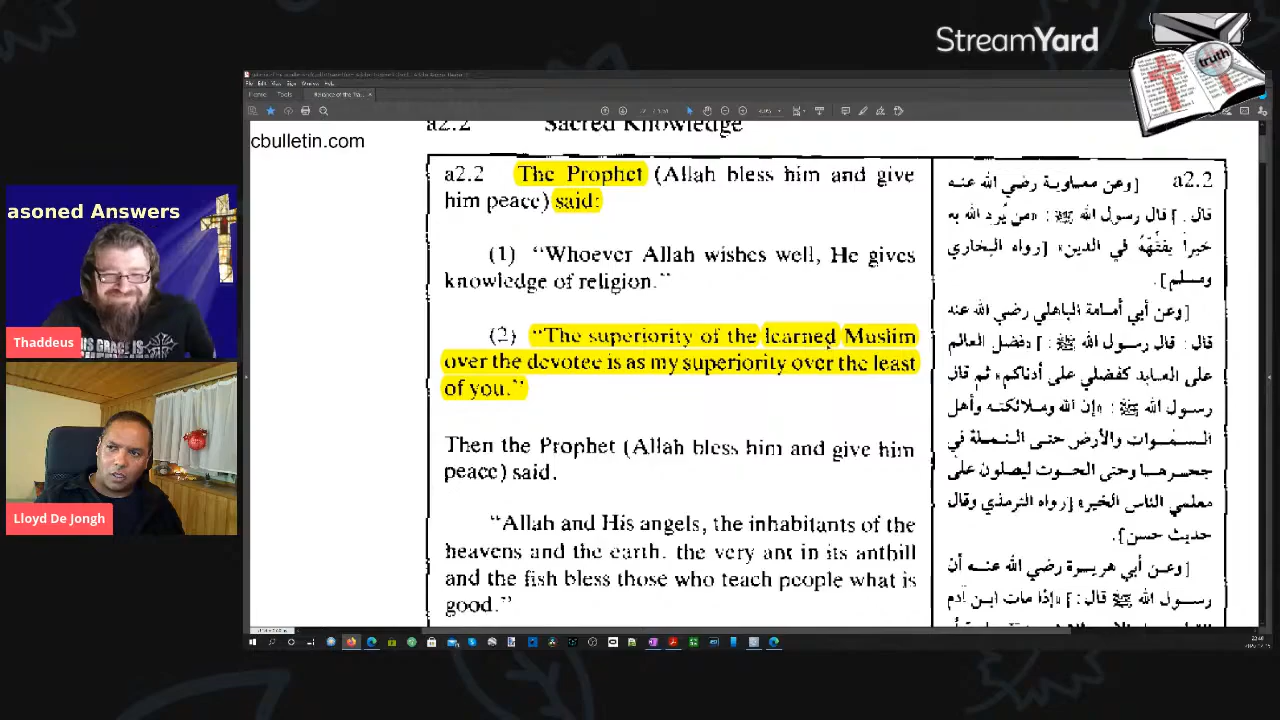 StreamYard
truth
cbulletin.com
a2.2 Sacred Knowledge
a2.2 The Prophet (Allah bless him and give
him peace) said:
(1) “Whoever Allah wishes well, He gives
knowledge of religion.”
(2) “The superiority of the learned Muslim
over the devotee is as my superiority over the least
of you.”
Then the Prophet (Allah bless him and give him
peace) said.
“Allah and His angels, the inhabitants of the
heavens and the earth, the very ant in its anthill
and the fish bless those who teach people what is
good.”
a2.2 [وعن معاوية رضي الله عنه
قال:] قال رسول الله ﷺ: «من يُرد الله به
خيراً يفقّهْهُ في الدين» [رواه البخاري
ومسلم].
[وعن أبي أمامة الباهلي رضي الله عنه
قال: قال رسول الله ﷺ:] «فضل العالم
على العابد كفضلي على أدناكم» ثم قال
رسول الله ﷺ: «إن الله وملائكته وأهل
السموات والأرض حتى النملة في
جحرها وحتى الحوت ليصلون على
معلمي الناس الخير» [رواه الترمذي وقال
حديث حسن].
[وعن أبي هريرة رضي الله عنه أن
رسول الله ﷺ قال:] «إذا مات ابن آدم
asoned Answers
Thaddeus
Lloyd De Jongh